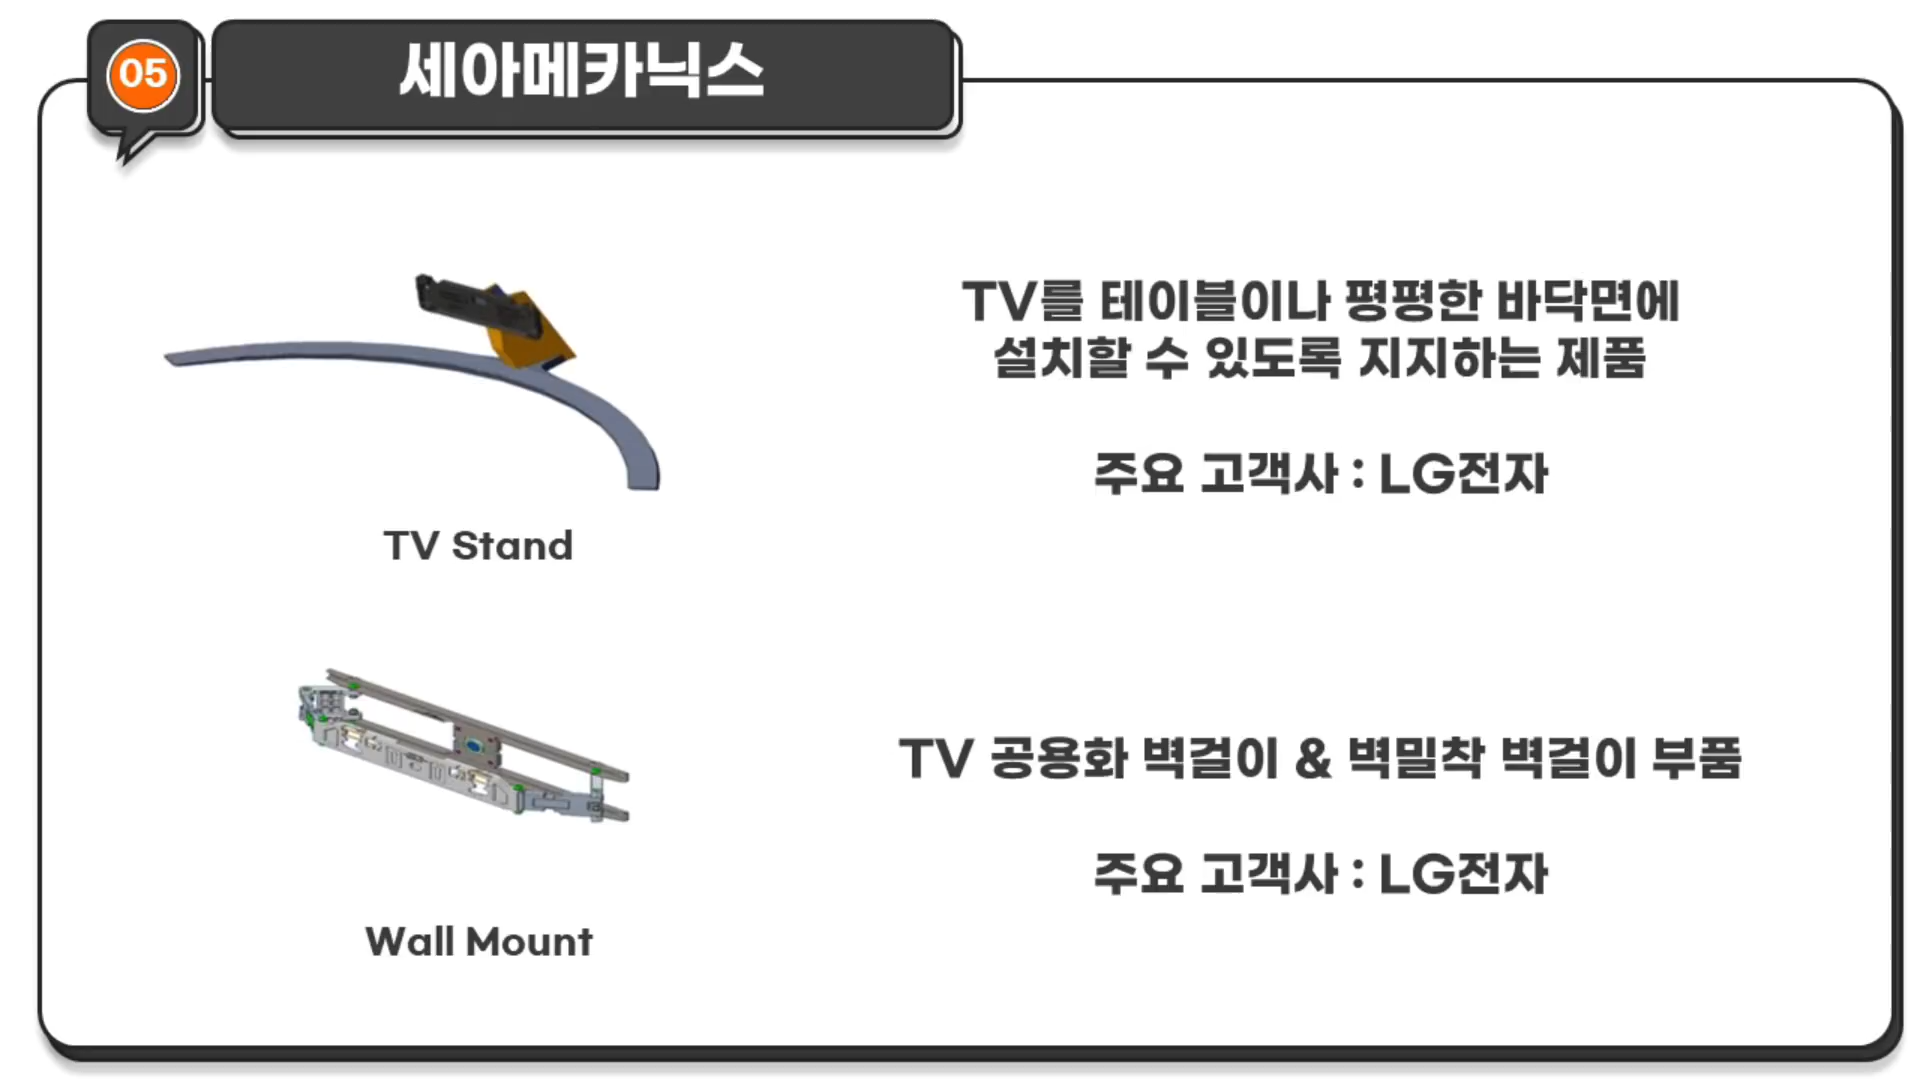 05
세아메카닉스
TV를 테이블이나 평평한 바닥면에
설치할 수 있도록 지지하는 제품
주요 고객사 : LG전자
TV Stand
TV 공용화 벽걸이 & 벽밀착 벽걸이 부품
주요 고객사 : LG전자
Wall Mount